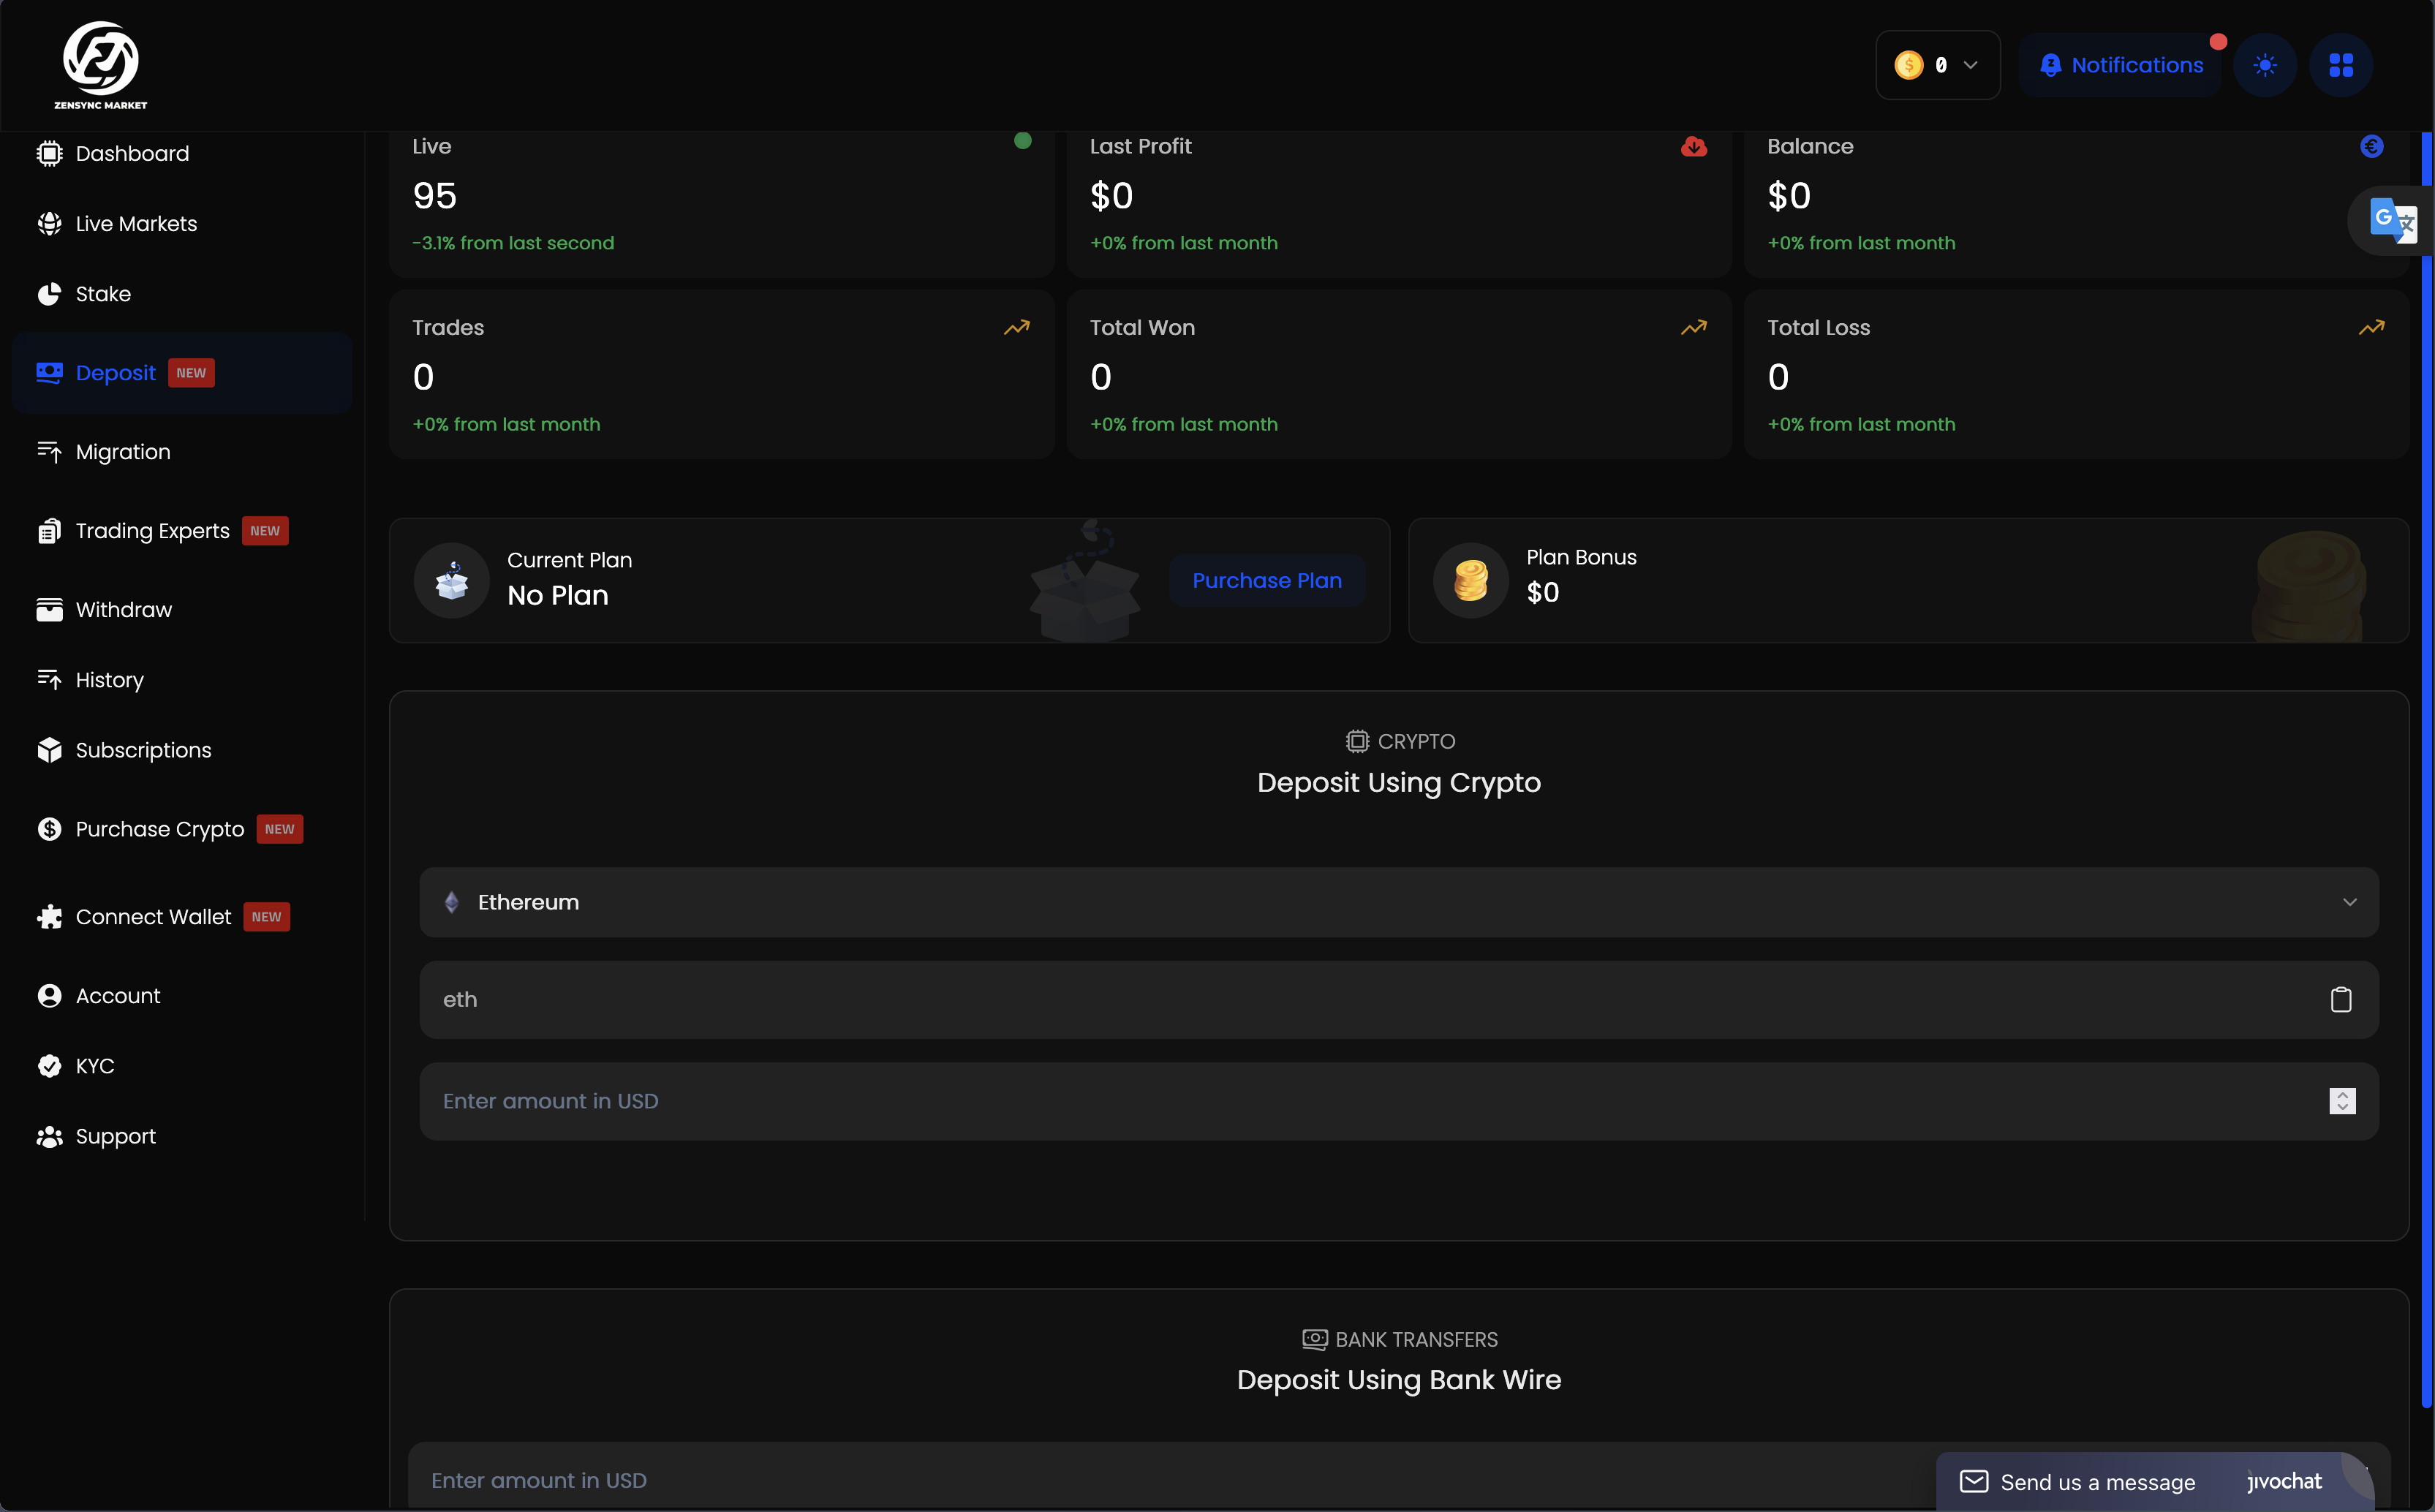 ZENSYNC MARKET
0
Notifications
Dashboard
Live Markets
Stake
Deposit NEW
Migration
Trading Experts NEW
Withdraw
History
Subscriptions
Purchase Crypto NEW
Connect Wallet NEW
Account
KYC
Support
Live
95
-3.1% from last second
Last Profit
$0
+0% from last month
Balance
$0
+0% from last month
Trades
0
+0% from last month
Total Won
0
+0% from last month
Total Loss
0
+0% from last month
Current Plan
No Plan
Purchase Plan
Plan Bonus
$0
CRYPTO
Deposit Using Crypto
Ethereum
eth
Enter amount in USD
BANK TRANSFERS
Deposit Using Bank Wire
Enter amount in USD
Send us a message jivochat